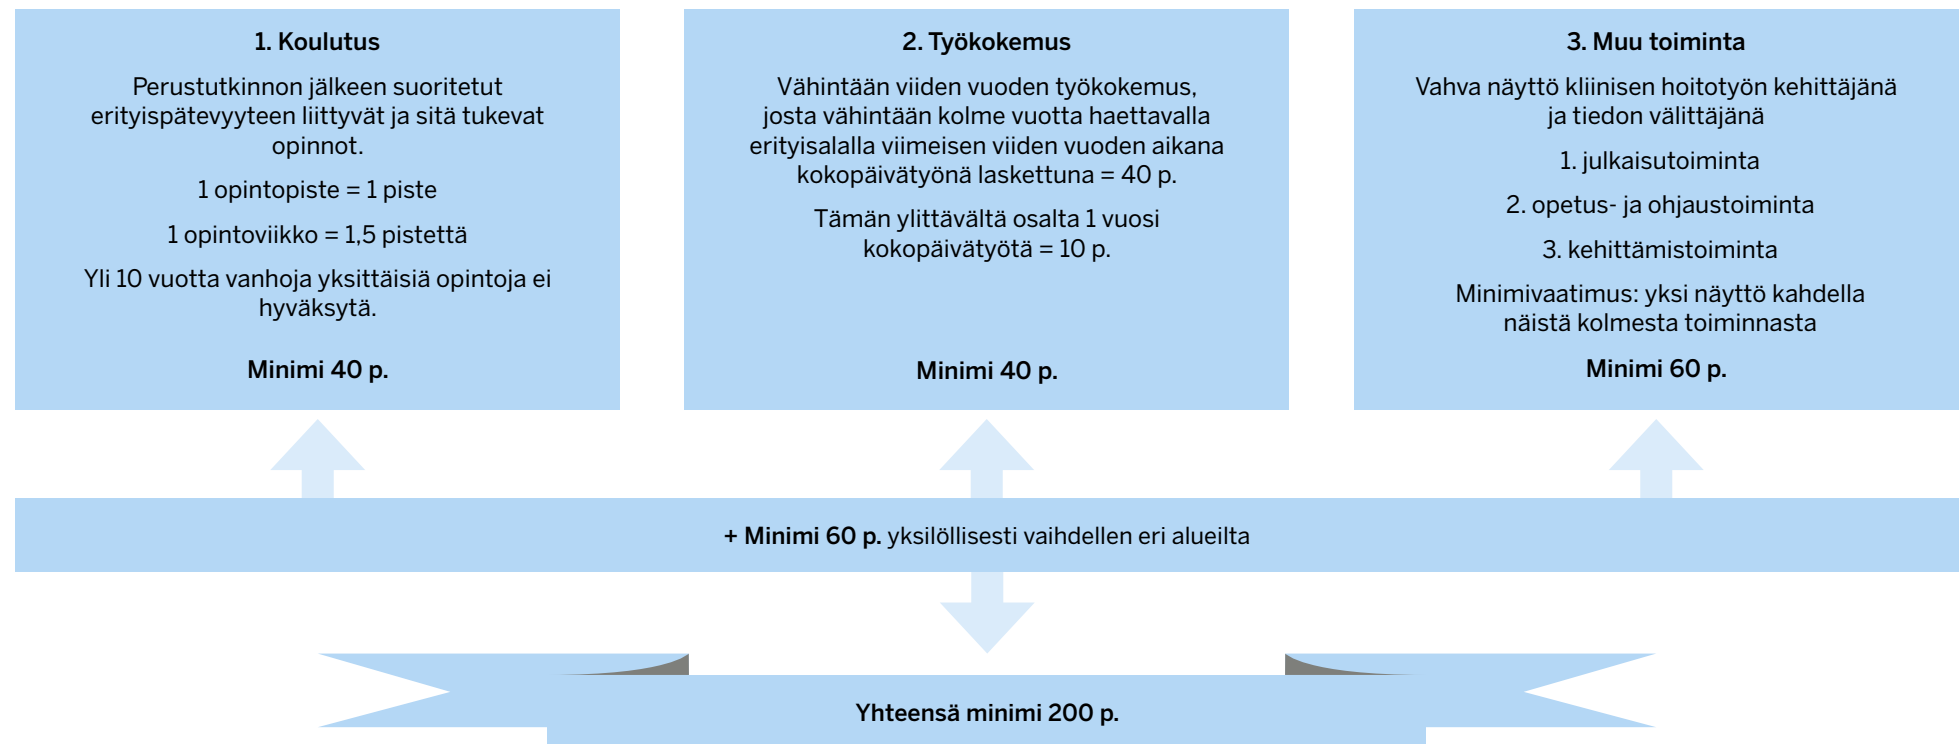 1. Koulutus
Perustutkinnon jälkeen suoritetut
erityispätevyyteen liittyvät ja sitä tukevat
opinnot.
1 opintopiste = 1 piste
1 opintoviikko = 1,5 pistettä
Yli 10 vuotta vanhoja yksittäisiä opintoja ei
hyväksytä.
Minimi 40 p.
2. Työkokemus
Vähintään viiden vuoden työkokemus,
josta vähintään kolme vuotta haettavalla
erityisalalla viimeisen viiden vuoden aikana
kokopäivätyönä laskettuna = 40 p.
Tämän ylittävältä osalta 1 vuosi
kokopäivätyötä = 10 p.
Minimi 40 p.
3. Muu toiminta
Vahva näyttö kliinisen hoitotyön kehittäjänä
ja tiedon välittäjänä
1. julkaisutoiminta
2. opetus- ja ohjaustoiminta
3. kehittämistoiminta
Minimivaatimus: yksi näyttö kahdella
näistä kolmesta toiminnasta
Minimi 60 p.
+ Minimi 60 p. yksilöllisesti vaihdellen eri alueilta
Yhteensä minimi 200 p.